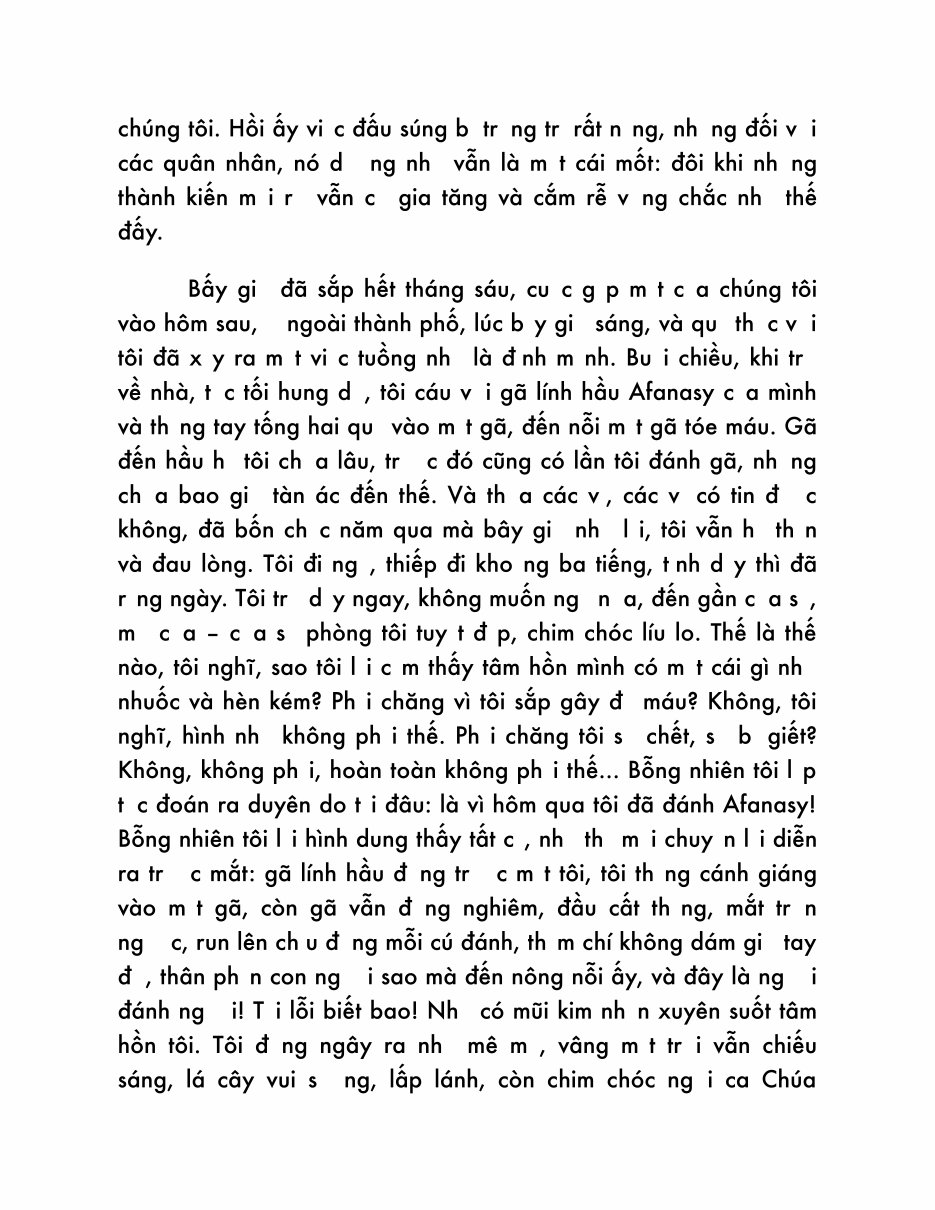 chúng tôi. Hồi ấy vi c đấu súng b tr ng tr rất n ng, nh ng đối v i
các quân nhân, nó d ng nh vẫn là m t cái mốt: đôi khi nh ng
thành kiến m i r vẫn c gia tăng và cắm rễ v ng chắc nh thế
đấy.
Bấy gi đã sắp hết tháng sáu, cu c g p m t c a chúng tôi
vào hôm sau, ngoài thành phố, lúc b y gi sáng, và qu th c v i
tôi đã x y ra m t vi c tuồng nh là đ nh m nh. Bu i chiều, khi tr
về nhà, t c tối hung d , tôi cáu v i gã lính hầu Afanasy c a mình
và th ng tay tống hai qu vào m t gã, đến nỗi m t gã tóe máu. Gã
đến hầu h tôi ch a lâu, tr c đó cũng có lần tôi đánh gã, nh ng
ch a bao gi tàn ác đến thế. Và th a các v , các v có tin đ c
không, đã bốn ch c năm qua mà bây gi nh l i, tôi vẫn h th n
và đau lòng. Tôi đi ng , thiếp đi kho ng ba tiếng, t nh d y thì đã
r ng ngày. Tôi tr d y ngay, không muốn ng n a, đến gần c a s ,
m c a – c a s phòng tôi tuy t đ p, chim chóc líu lo. Thế là thế
nào, tôi nghĩ, sao tôi l i c m thấy tâm hồn mình có m t cái gì nh
nhuốc và hèn kém? Ph i chăng vì tôi sắp gây đ máu? Không, tôi
nghĩ, hình nh không ph i thế. Ph i chăng tôi s chết, s b giết?
Không, không ph i, hoàn toàn không ph i thế... Bỗng nhiên tôi l p
t c đoán ra duyên do t i đâu: là vì hôm qua tôi đã đánh Afanasy!
Bỗng nhiên tôi l i hình dung thấy tất c , nh th m i chuy n l i diễn
ra tr c mắt: gã lính hầu đ ng tr c m t tôi, tôi th ng cánh giáng
vào m t gã, còn gã vẫn đ ng nghiêm, đầu cất th ng, mắt tr n
ng c, run lên ch u đ ng mỗi cú đánh, th m chí không dám gi tay
đ , thân ph n con ng i sao mà đến nông nỗi ấy, và đây là ng i
đánh ng i! T i lỗi biết bao! Nh có mũi kim nh n xuyên suốt tâm
hồn tôi. Tôi đ ng ngây ra nh mê m , vâng m t tr i vẫn chiếu
sáng, lá cây vui s ng, lấp lánh, còn chim chóc ng i ca Chúa